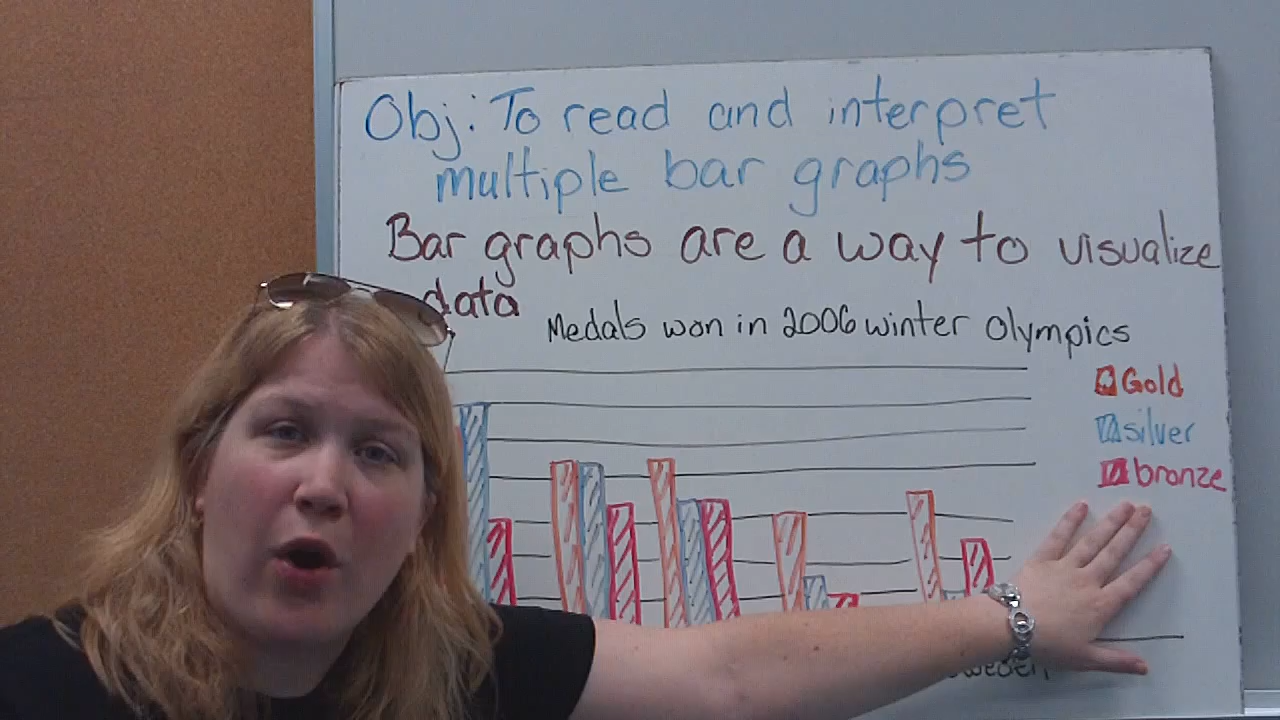 Obj: To read and interpret
multiple bar graphs
Bar graphs are a way to visualize
data
Medals won in 2006 winter Olympics
Gold
silver
bronze